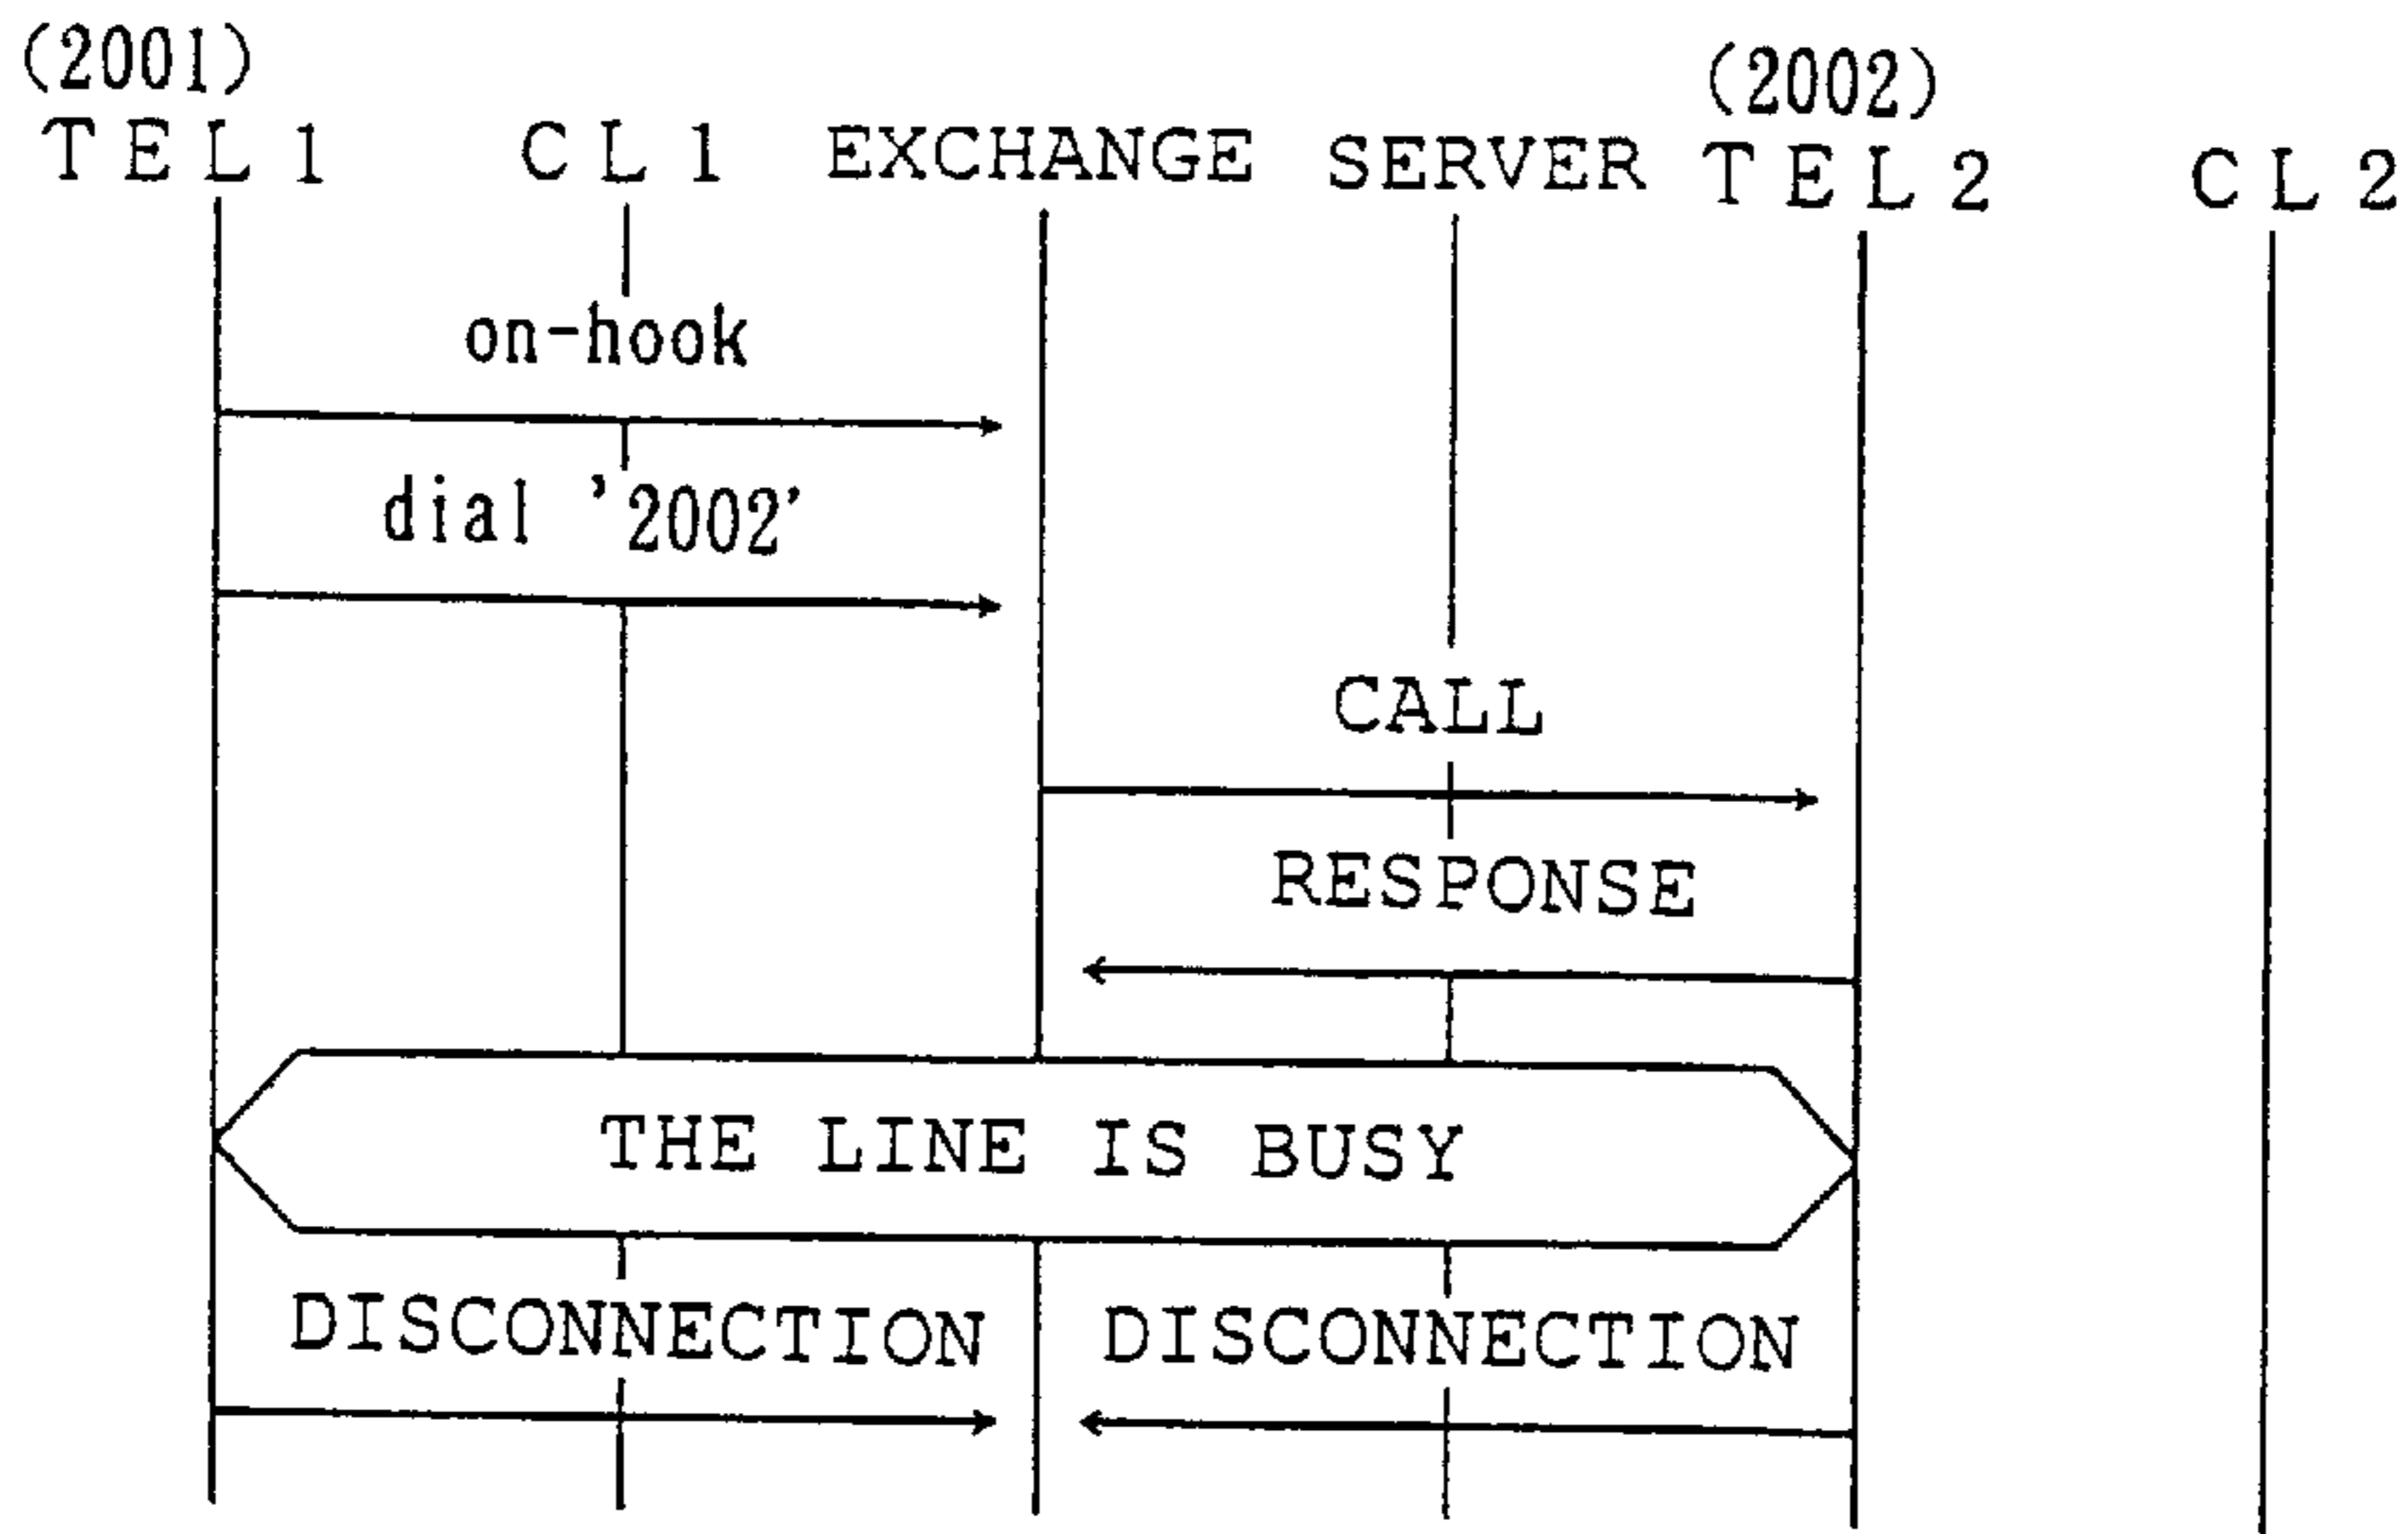 (2001) (2002)
TEL1 CL1 EXCHANGE SERVER TEL2 CL2
on-hook
dial '2002'
CALL
RESPONSE
THE LINE IS BUSY
DISCONNECTION DISCONNECTION